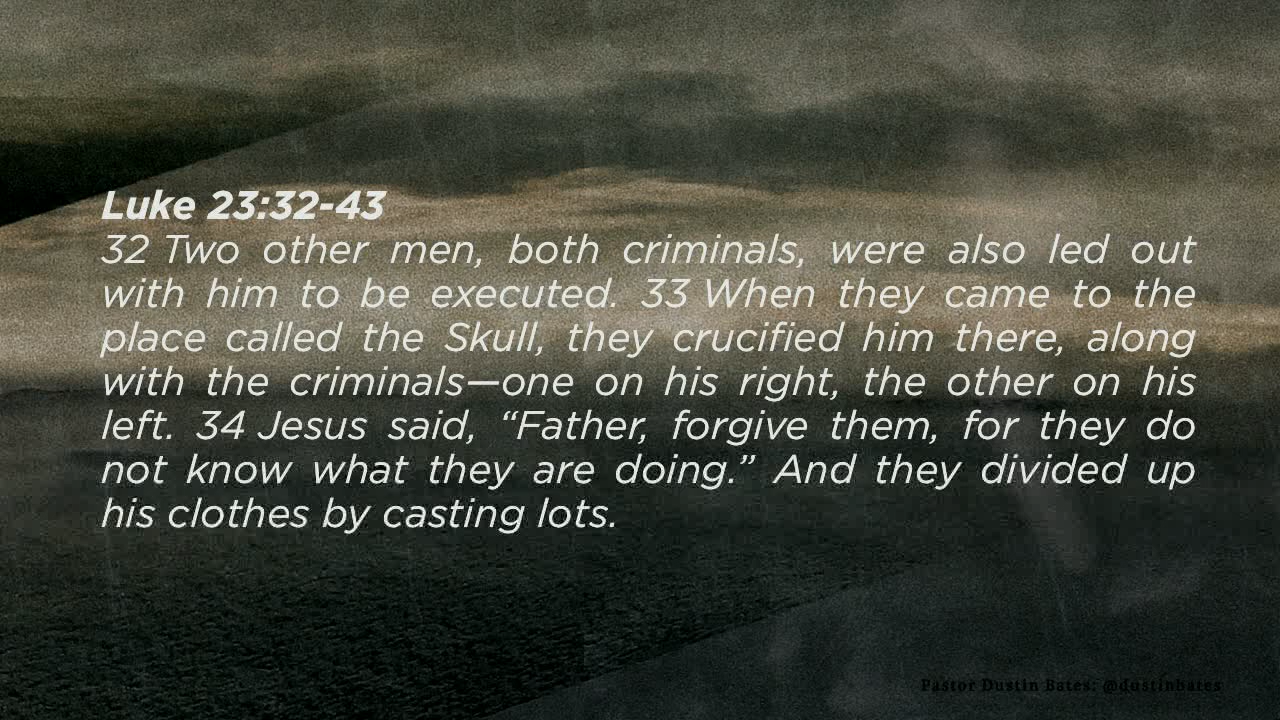 Luke 23:32-43
32 Two other men, both criminals, were also led out
with him to be executed. 33 When they came to the
place called the Skull, they crucified him there, along
with the criminals—one on his right, the other on his
left. 34 Jesus said, “Father, forgive them, for they do
not know what they are doing.” And they divided up
his clothes by casting lots.
Pastor Dustin Bates: @dustinbates